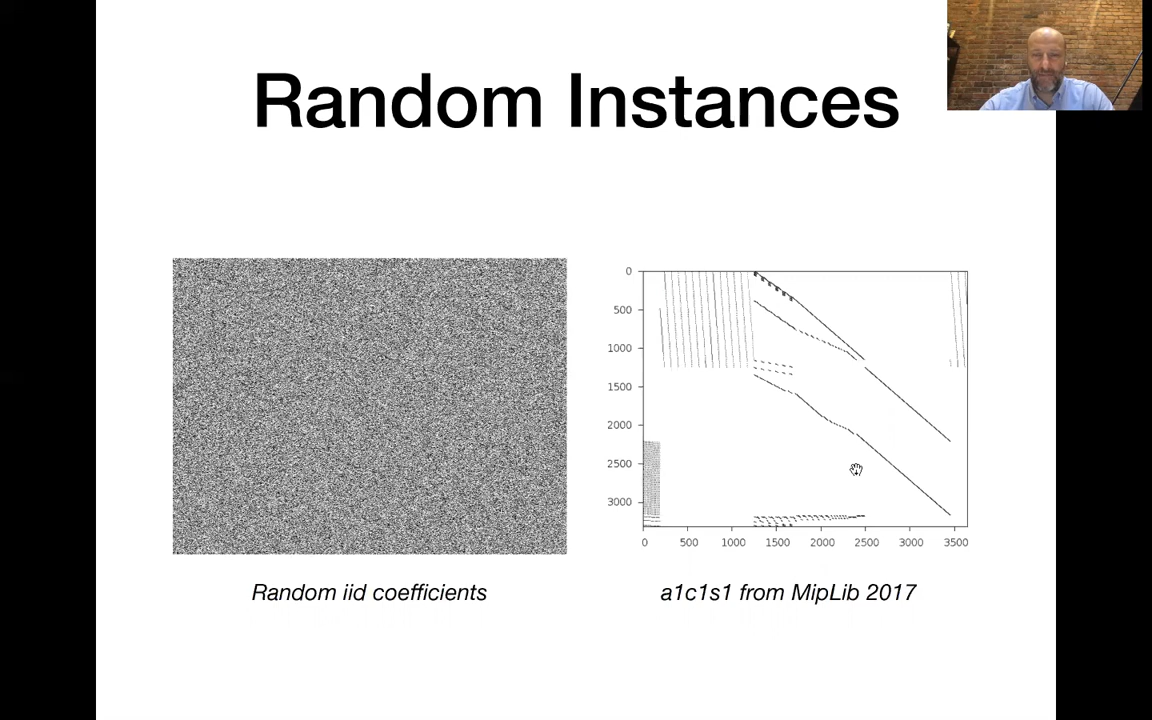 Random Instances
0
500
1000
1500
2000
2500
3000
0 500 1000 1500 2000 2500 3000 3500
Random iid coefficients
a1c1s1 from MipLib 2017